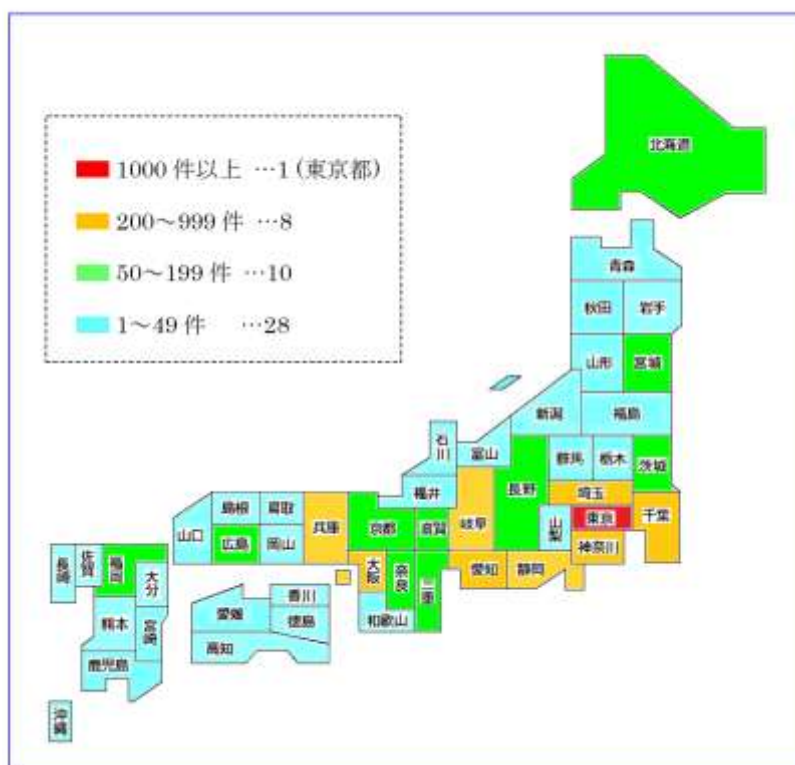 1000 件以上 …1 (東京都)
200～999 件 …8
50～199 件 …10
1～49 件 …28
北海道
青森
秋田
岩手
山形
宮城
新潟
福島
石川
富山
群馬
栃木
茨城
福井
長野
埼玉
島根
鳥取
兵庫
京都
滋賀
岐阜
山梨
東京
千葉
山口
広島
岡山
神奈川
長崎
佐賀
福岡
大分
大阪
奈良
三重
愛知
静岡
香川
愛媛
徳島
和歌山
熊本
宮崎
高知
鹿児島
沖縄